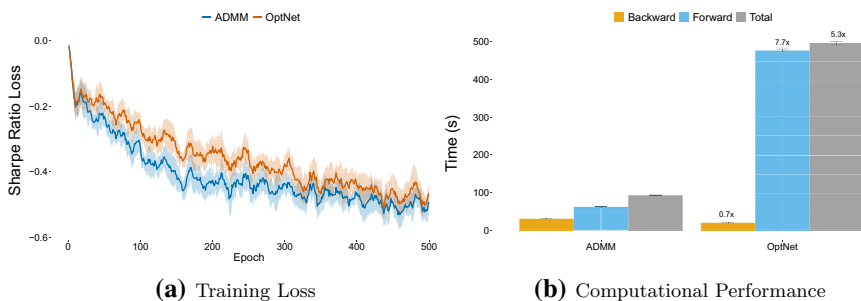 ADMM OptNet
Sharpe Ratio Loss
0.0
−0.2
−0.4
−0.6
0 100 200 300 400 500
Epoch
(a) Training Loss
Backward Forward Total
Time (s)
500
400
300
200
100
0
0.7x
7.7x
5.3x
ADMM OptNet
(b) Computational Performance